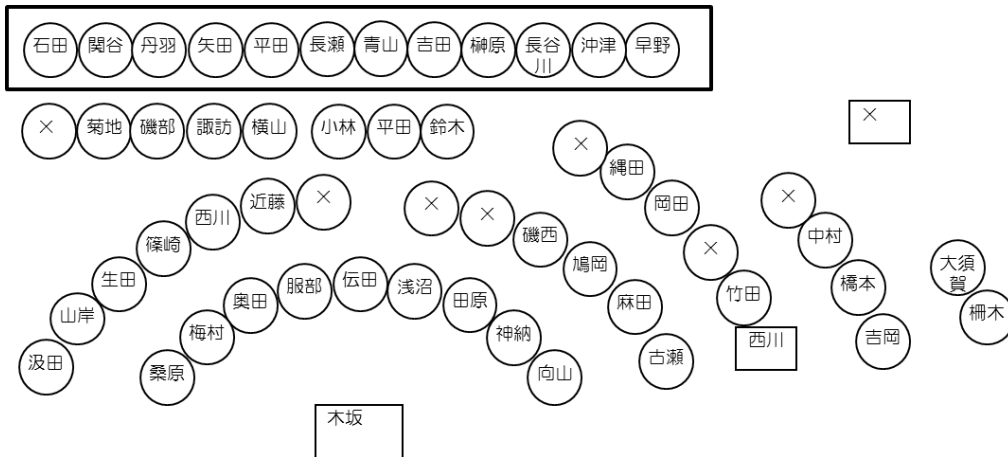 石田 関谷 丹羽 矢田 平田 長瀬 青山 吉田 榊原 長谷川 沖津 早野
× 菊地 磯部 諏訪 横山 小林 平田 鈴木
×
× 縄田 岡田 × 竹田
西川
× 中村 橋本 吉岡
大須賀 柵木
汲田 山岸 生田 篠崎 西川 近藤 ×
× × 磯西 鳩岡 麻田 古瀬
桑原 梅村 奥田 服部 伝田 浅沼 田原 神納 向山
木坂